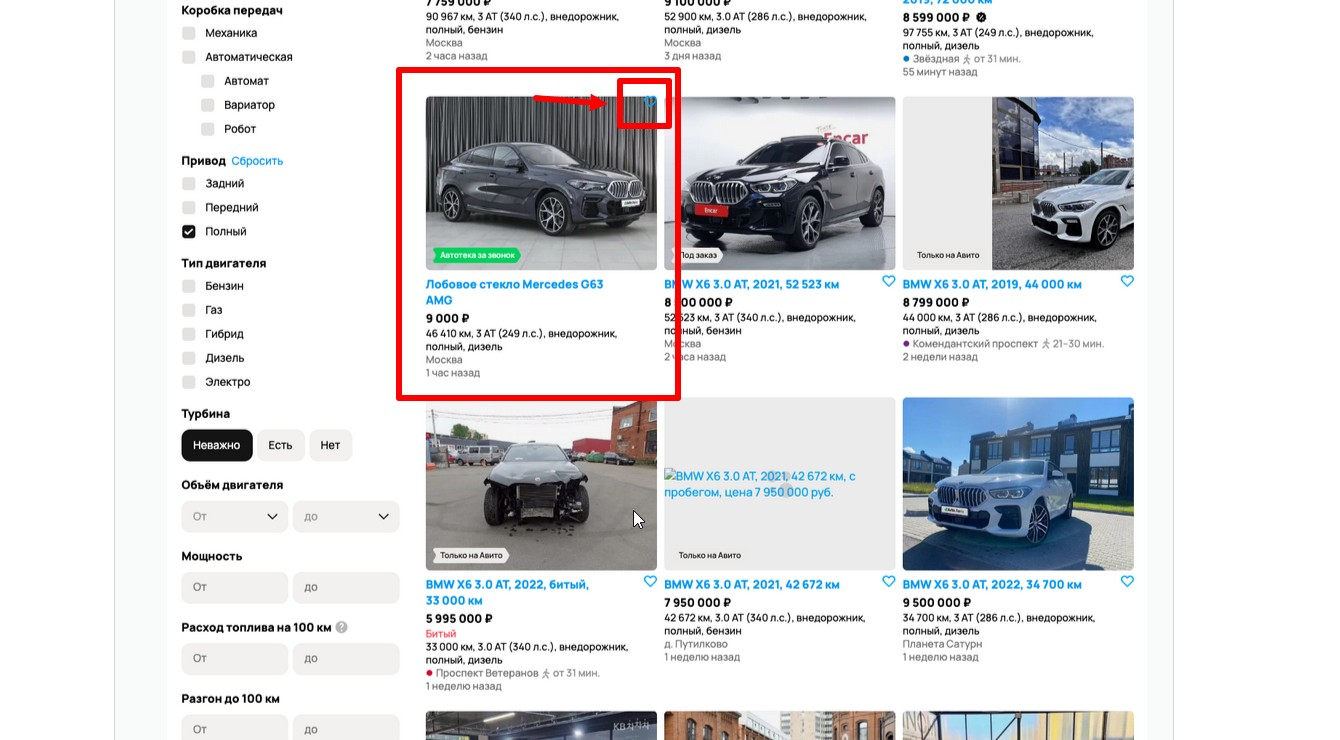 Коробка передач
Механика
Автоматическая
Автомат
Вариатор
Робот
Привод Сбросить
Задний
Передний
Полный
Тип двигателя
Бензин
Газ
Гибрид
Дизель
Электро
Турбина
Неважно
Есть
Нет
Объём двигателя
От
до
Мощность
От
до
Расход топлива на 100 км ?
От
до
Разгон до 100 км
От
до
7 759 000 ₽
90 967 км, 3 AT (340 л.с.), внедорожник,
полный, бензин
Москва
2 часа назад
9 100 000 ₽
52 900 км, 3.0 AT (286 л.с.), внедорожник,
полный, дизель
Москва
3 дня назад
2019, 72 000 км
8 599 000 ₽
97 755 км, 3 AT (249 л.с.), внедорожник,
полный, дизель
Звёздная от 31 мин.
55 минут назад
Автотека за звонок
Лобовое стекло Mercedes G63
AMG
9 000 ₽
46 410 км, 3 AT (249 л.с.), внедорожник,
полный, дизель
Москва
1 час назад
Encar
Encar
Под заказ
BMW X6 3.0 AT, 2021, 52 523 км
52 523 км, 3 AT (340 л.с.), внедорожник,
полный, бензин
Москва
2 часа назад
Только на Авито
BMW X6 3.0 AT, 2019, 44 000 км
8 799 000 ₽
44 000 км, 3 AT (286 л.с.), внедорожник,
полный, дизель
Комендантский проспект 21–30 мин.
2 недели назад
Только на Авито
BMW X6 3.0 AT, 2022, битый,
33 000 км
5 995 000 ₽
Битый
33 000 км, 3.0 AT (340 л.с.), внедорожник,
полный, дизель
Проспект Ветеранов от 31 мин.
1 неделю назад
BMW X6 3.0 AT, 2021, 42 672 км, с
пробегом, цена 7 950 000 руб.
Только на Авито
BMW X6 3.0 AT, 2021, 42 672 км
7 950 000 ₽
42 672 км, 3.0 AT (340 л.с.), внедорожник,
полный, бензин
д. Путилково
1 неделю назад
BMW X6 3.0 AT, 2022, 34 700 км
9 500 000 ₽
34 700 км, 3 AT (286 л.с.), внедорожник,
полный, дизель
Планета Сатурн
1 неделю назад